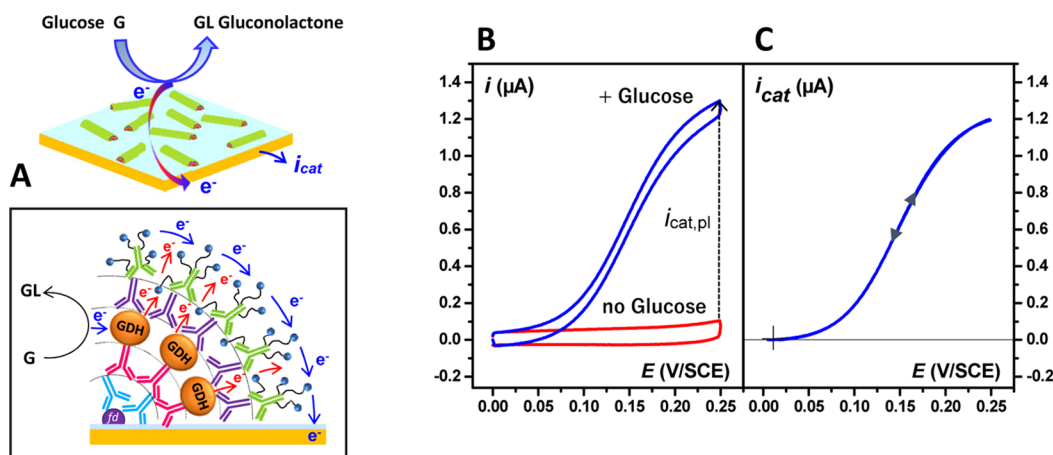 Glucose G
GL Gluconolactone
e-
icat
e-
A
GL
G
e-
GDH
GDH
GDH
e-
e-
e-
e-
e-
e-
e-
e-
e-
e-
e-
fd
e-
B
i (µA)
+ Glucose
icat,pl
no Glucose
E (V/SCE)
1.4
1.2
1.0
0.8
0.6
0.4
0.2
0.0
-0.2
0.00
0.05
0.10
0.15
0.20
0.25
C
icat (µA)
E (V/SCE)
1.4
1.2
1.0
0.8
0.6
0.4
0.2
0.0
-0.2
0.00
0.05
0.10
0.15
0.20
0.25